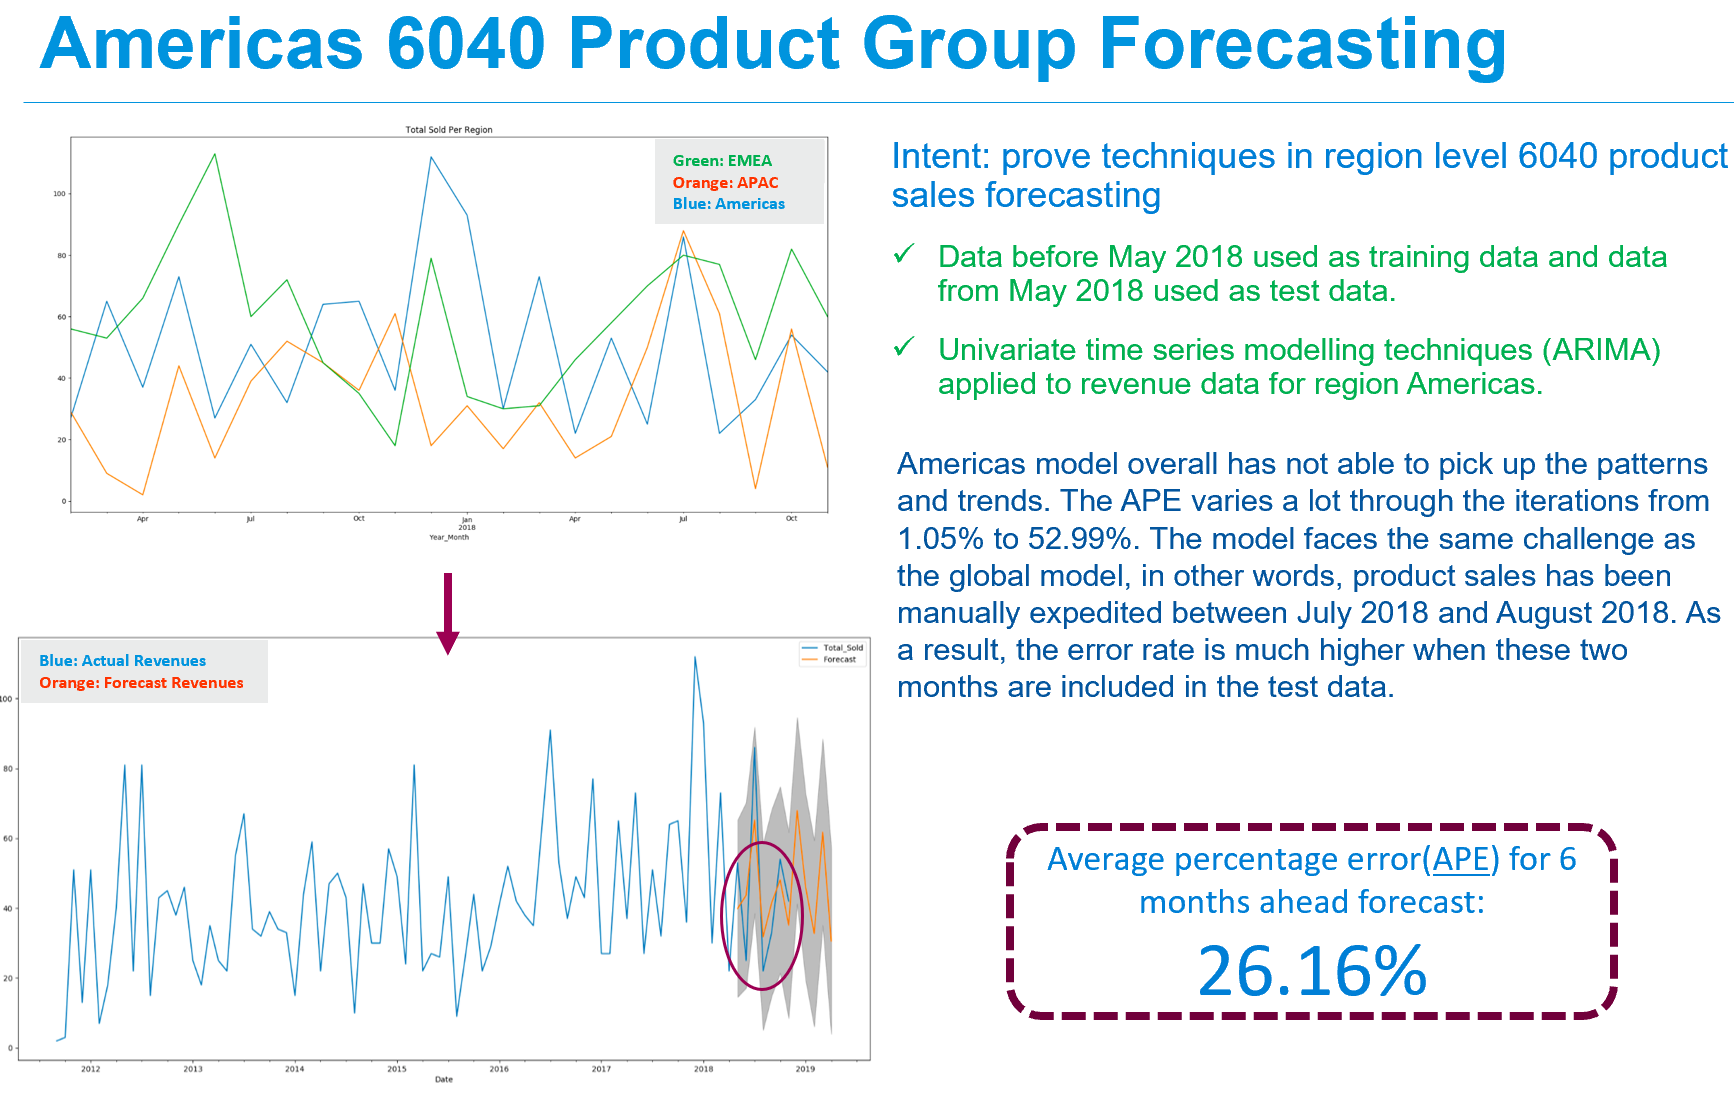 Americas 6040 Product Group Forecasting
Total Sold Per Region
Green: EMEA
Orange: APAC
Blue: Americas
100
80
60
40
20
0
Apr
Jul
Oct
Jan
2018
Apr
Jul
Oct
Year_Month
Blue: Actual Revenues
Orange: Forecast Revenues
Total_Sold
Forecast
100
80
60
40
20
0
2012
2013
2014
2015
2016
2017
2018
2019
Date
Intent: prove techniques in region level 6040 product
sales forecasting
✓ Data before May 2018 used as training data and data
from May 2018 used as test data.
✓ Univariate time series modelling techniques (ARIMA)
applied to revenue data for region Americas.
Americas model overall has not able to pick up the patterns
and trends. The APE varies a lot through the iterations from
1.05% to 52.99%. The model faces the same challenge as
the global model, in other words, product sales has been
manually expedited between July 2018 and August 2018. As
a result, the error rate is much higher when these two
months are included in the test data.
Average percentage error(APE) for 6
months ahead forecast:
26.16%